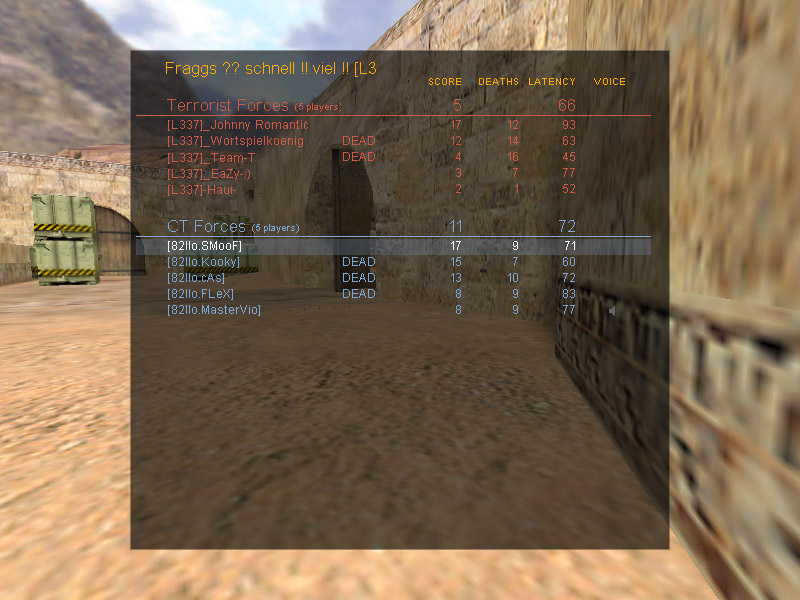 Fraggs ?? schnell !! viel !! [L3
SCORE DEATHS LATENCY VOICE
Terrorist Forces (5 players) 5 66
[L337]_Johnny Romantic 17 12 93
[L337]_Wortspielkoenig DEAD 12 14 63
[L337]_Team-T DEAD 4 16 45
[L337]_EaZy-;) 3 7 77
[L337]-Haui- 2 1 52
CT Forces (5 players) 11 72
[82llo.SMooF] 17 9 71
[82llo.Kooky] DEAD 15 7 60
[82llo.cAs] DEAD 13 10 72
[82llo.FLeX] DEAD 8 9 83
[82llo.MasterVio] 8 9 77